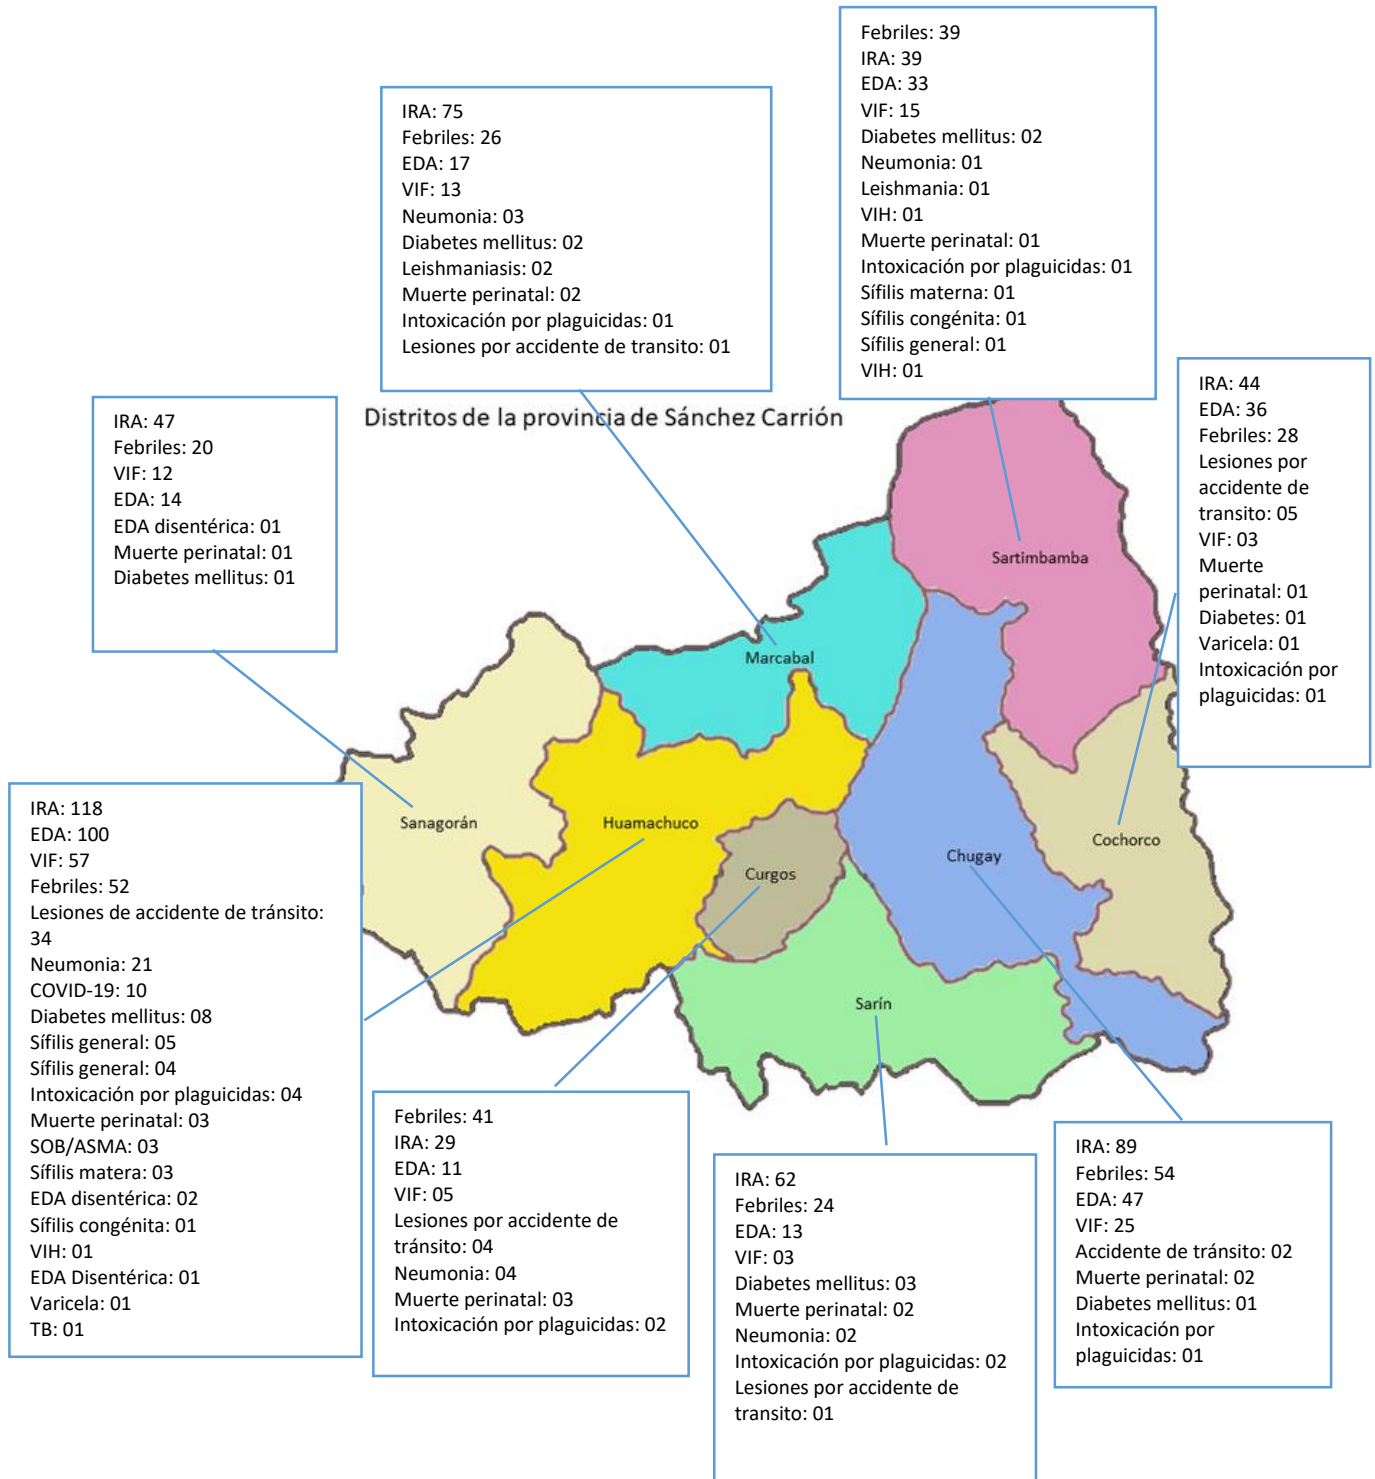 Febriles: 39
IRA: 39
EDA: 33
VIF: 15
Diabetes mellitus: 02
Neumonia: 01
Leishmania: 01
VIH: 01
Muerte perinatal: 01
Intoxicación por plaguicidas: 01
Sífilis materna: 01
Sífilis congénita: 01
Sífilis general: 01
VIH: 01
IRA: 75
Febriles: 26
EDA: 17
VIF: 13
Neumonia: 03
Diabetes mellitus: 02
Leishmaniasis: 02
Muerte perinatal: 02
Intoxicación por plaguicidas: 01
Lesiones por accidente de transito: 01
IRA: 44
EDA: 36
Febriles: 28
Lesiones por
accidente de
transito: 05
VIF: 03
Muerte
perinatal: 01
Diabetes: 01
Varicela: 01
Intoxicación por
plaguicidas: 01
IRA: 47
Febriles: 20
VIF: 12
EDA: 14
EDA disentérica: 01
Muerte perinatal: 01
Diabetes mellitus: 01
Distritos de la provincia de Sánchez Carrión
Sartimbamba
Marcabal
Sanagorán
Huamachuco
Curgos
Chugay
Cochorco
Sarín
IRA: 118
EDA: 100
VIF: 57
Febriles: 52
Lesiones de accidente de tránsito:
34
Neumonia: 21
COVID-19: 10
Diabetes mellitus: 08
Sífilis general: 05
Sífilis general: 04
Intoxicación por plaguicidas: 04
Muerte perinatal: 03
SOB/ASMA: 03
Sífilis matera: 03
EDA disentérica: 02
Sífilis congénita: 01
VIH: 01
EDA Disentérica: 01
Varicela: 01
TB: 01
Febriles: 41
IRA: 29
EDA: 11
VIF: 05
Lesiones por accidente de
tránsito: 04
Neumonia: 04
Muerte perinatal: 03
Intoxicación por plaguicidas: 02
IRA: 62
Febriles: 24
EDA: 13
VIF: 03
Diabetes mellitus: 03
Muerte perinatal: 02
Neumonia: 02
Intoxicación por plaguicidas: 02
Lesiones por accidente de
transito: 01
IRA: 89
Febriles: 54
EDA: 47
VIF: 25
Accidente de tránsito: 02
Muerte perinatal: 02
Diabetes mellitus: 01
Intoxicación por
plaguicidas: 01